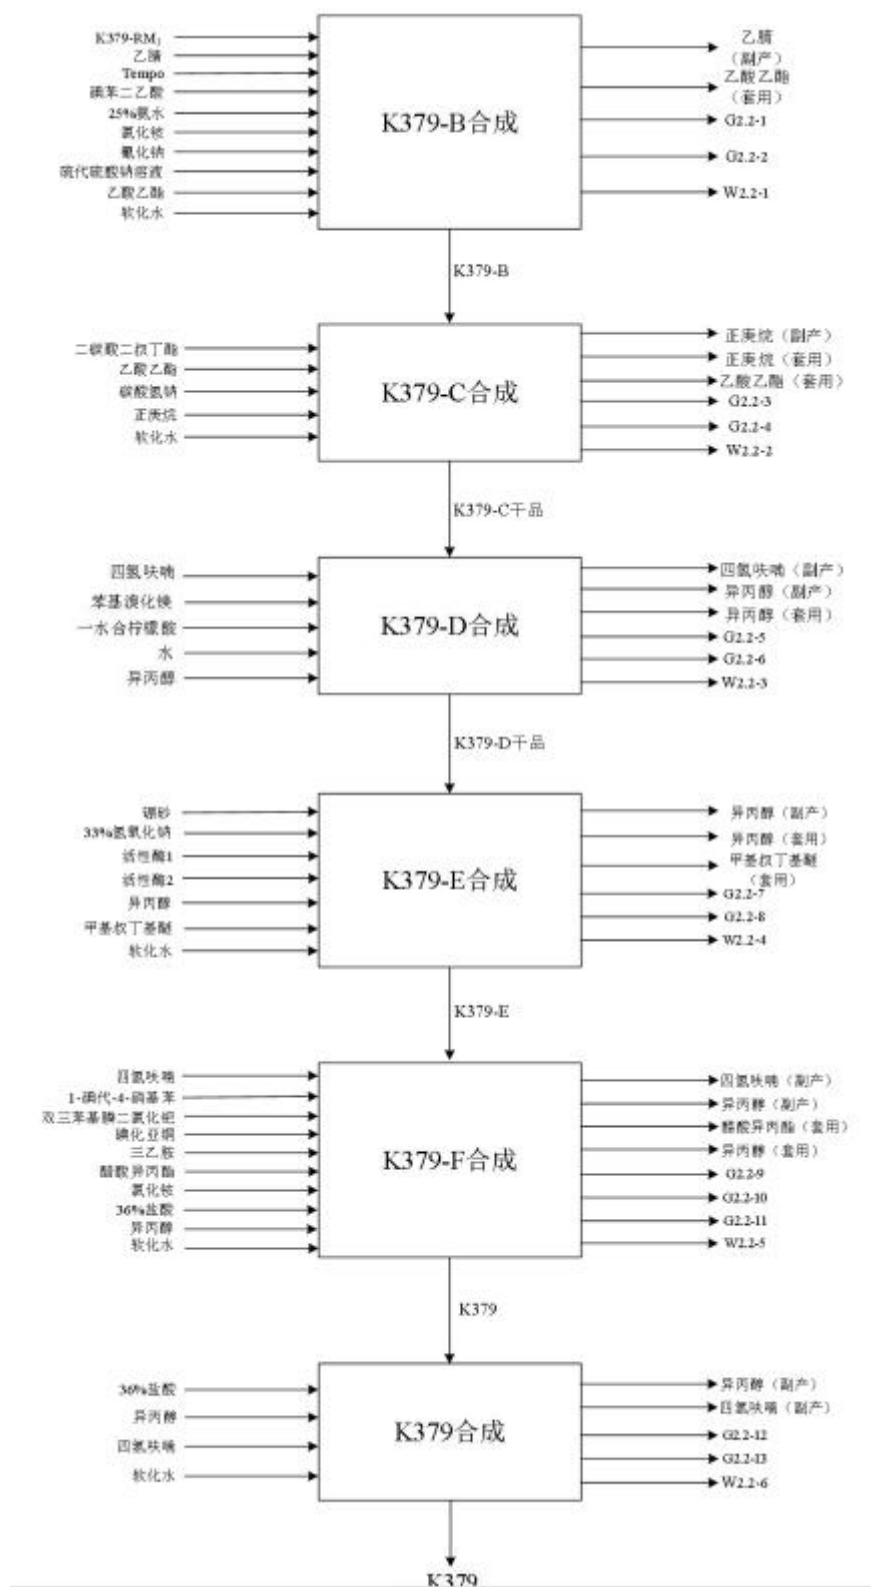 K379-RM₁
乙腈
Tempo
碘苯二乙酸
25%氨水
氯化铵
氰化钠
硫代硫酸钠溶液
乙酸乙酯
软化水
K379-B合成
乙腈
（副产）
乙酸乙酯
（套用）
G2.2-1
G2.2-2
W2.2-1
K379-B
二碳酸二叔丁酯
乙酸乙酯
碳酸氢钠
正庚烷
软化水
K379-C合成
正庚烷（副产）
正庚烷（套用）
乙酸乙酯（套用）
G2.2-3
G2.2-4
W2.2-2
K379-C干品
四氢呋喃
苯基溴化镁
一水合柠檬酸
水
异丙醇
K379-D合成
四氢呋喃（副产）
异丙醇（副产）
异丙醇（套用）
G2.2-5
G2.2-6
W2.2-3
K379-D干品
硼砂
33%氢氧化钠
活性酶1
活性酶2
异丙醇
甲基叔丁基醚
软化水
K379-E合成
异丙醇（副产）
异丙醇（套用）
甲基叔丁基醚
（套用）
G2.2-7
G2.2-8
W2.2-4
K379-E
四氢呋喃
1-碘代-4-硝基苯
双三苯基膦二氯化钯
碘化亚铜
三乙胺
醋酸异丙酯
氯化铵
36%盐酸
异丙醇
软化水
K379-F合成
四氢呋喃（副产）
异丙醇（副产）
醋酸异丙酯（套用）
异丙醇（套用）
G2.2-9
G2.2-10
G2.2-11
W2.2-5
K379
36%盐酸
异丙醇
四氢呋喃
软化水
K379合成
异丙醇（副产）
四氢呋喃（副产）
G2.2-12
G2.2-13
W2.2-6
K379